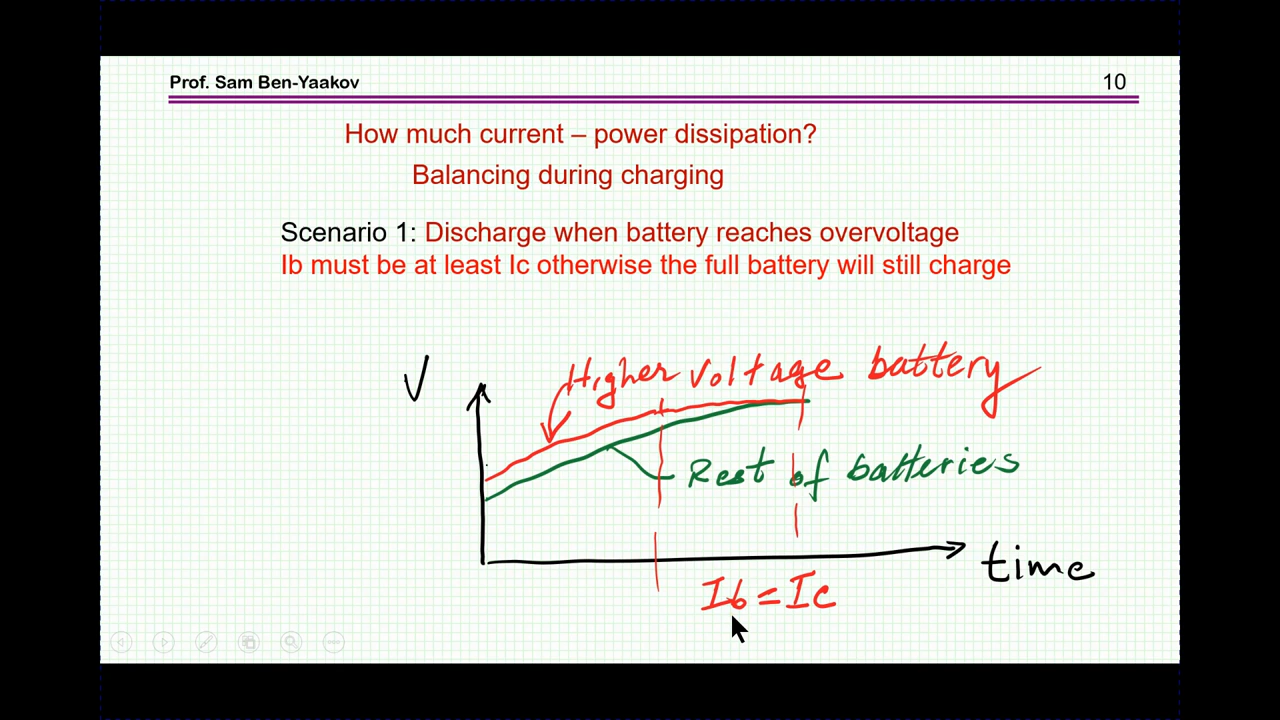 Prof. Sam Ben-Yaakov
10
How much current – power dissipation?
Balancing during charging
Scenario 1: Discharge when battery reaches overvoltage
Ib must be at least Ic otherwise the full battery will still charge
V
Higher voltage battery
Rest of batteries
time
Ib = Ic